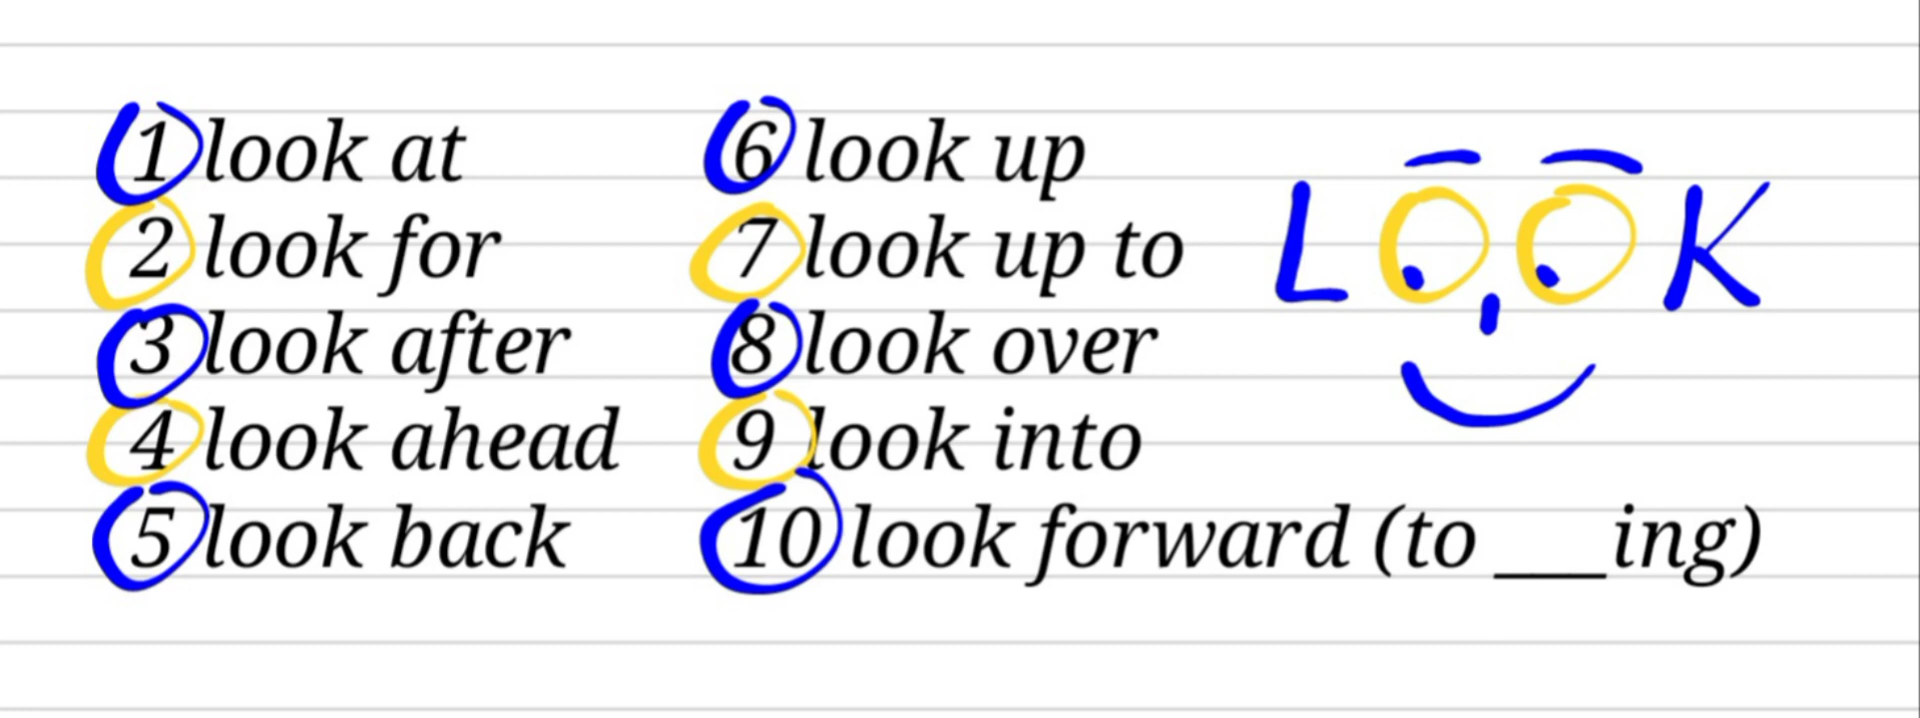 1 look at
2 look for
3 look after
4 look ahead
5 look back
6 look up
7 look up to
8 look over
9 look into
10 look forward (to ___ing)
LOOK